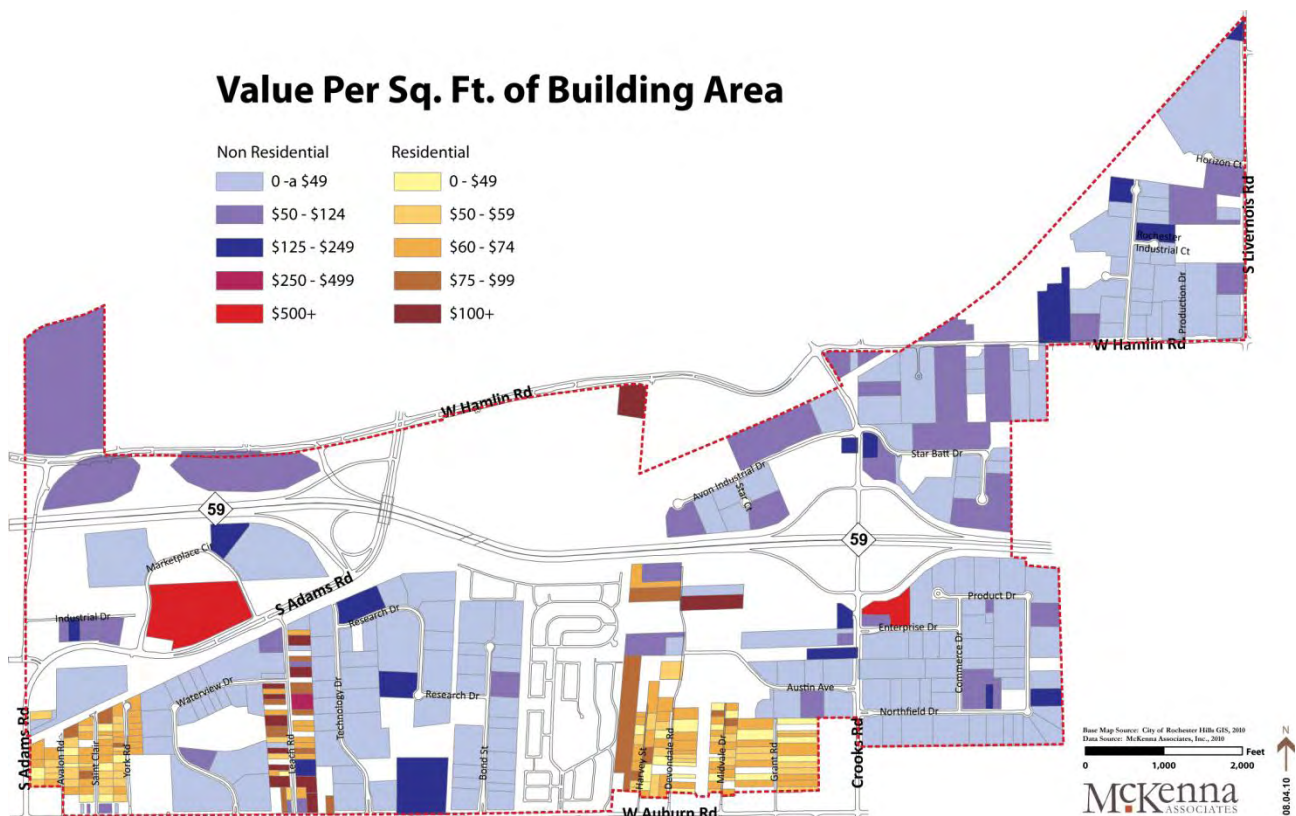 Value Per Sq. Ft. of Building Area
Non Residential
Residential
0 -a $49
0 - $49
$50 - $124
$50 - $59
$125 - $249
$60 - $74
$250 - $499
$75 - $99
$500+
$100+
Horizon Ct
S Livernois Rd
Rochester
Industrial Ct
Production Dr
W Hamlin Rd
W Hamlin Rd
Star Batt Dr
Avon Industrial Dr
Star Ct
59
59
Marketplace Cir
S Adams Rd
Industrial Dr
Research Dr
Product Dr
Enterprise Dr
Commerce Dr
Waterview Dr
Leach Rd
Technology Dr
Research Dr
Bond St
Austin Ave
Northfield Dr
S Adams Rd
Avalon Rd
Saint Clair
York Rd
Harvey St
Devondale Rd
Midvale Dr
Grant Rd
Crooks Rd
W Auburn Rd
Base Map Source: City of Rochester Hills GIS, 2010
Data Source: McKenna Associates, Inc., 2010
Feet
0 1,000 2,000
McKenna
ASSOCIATES
N
08.04.10